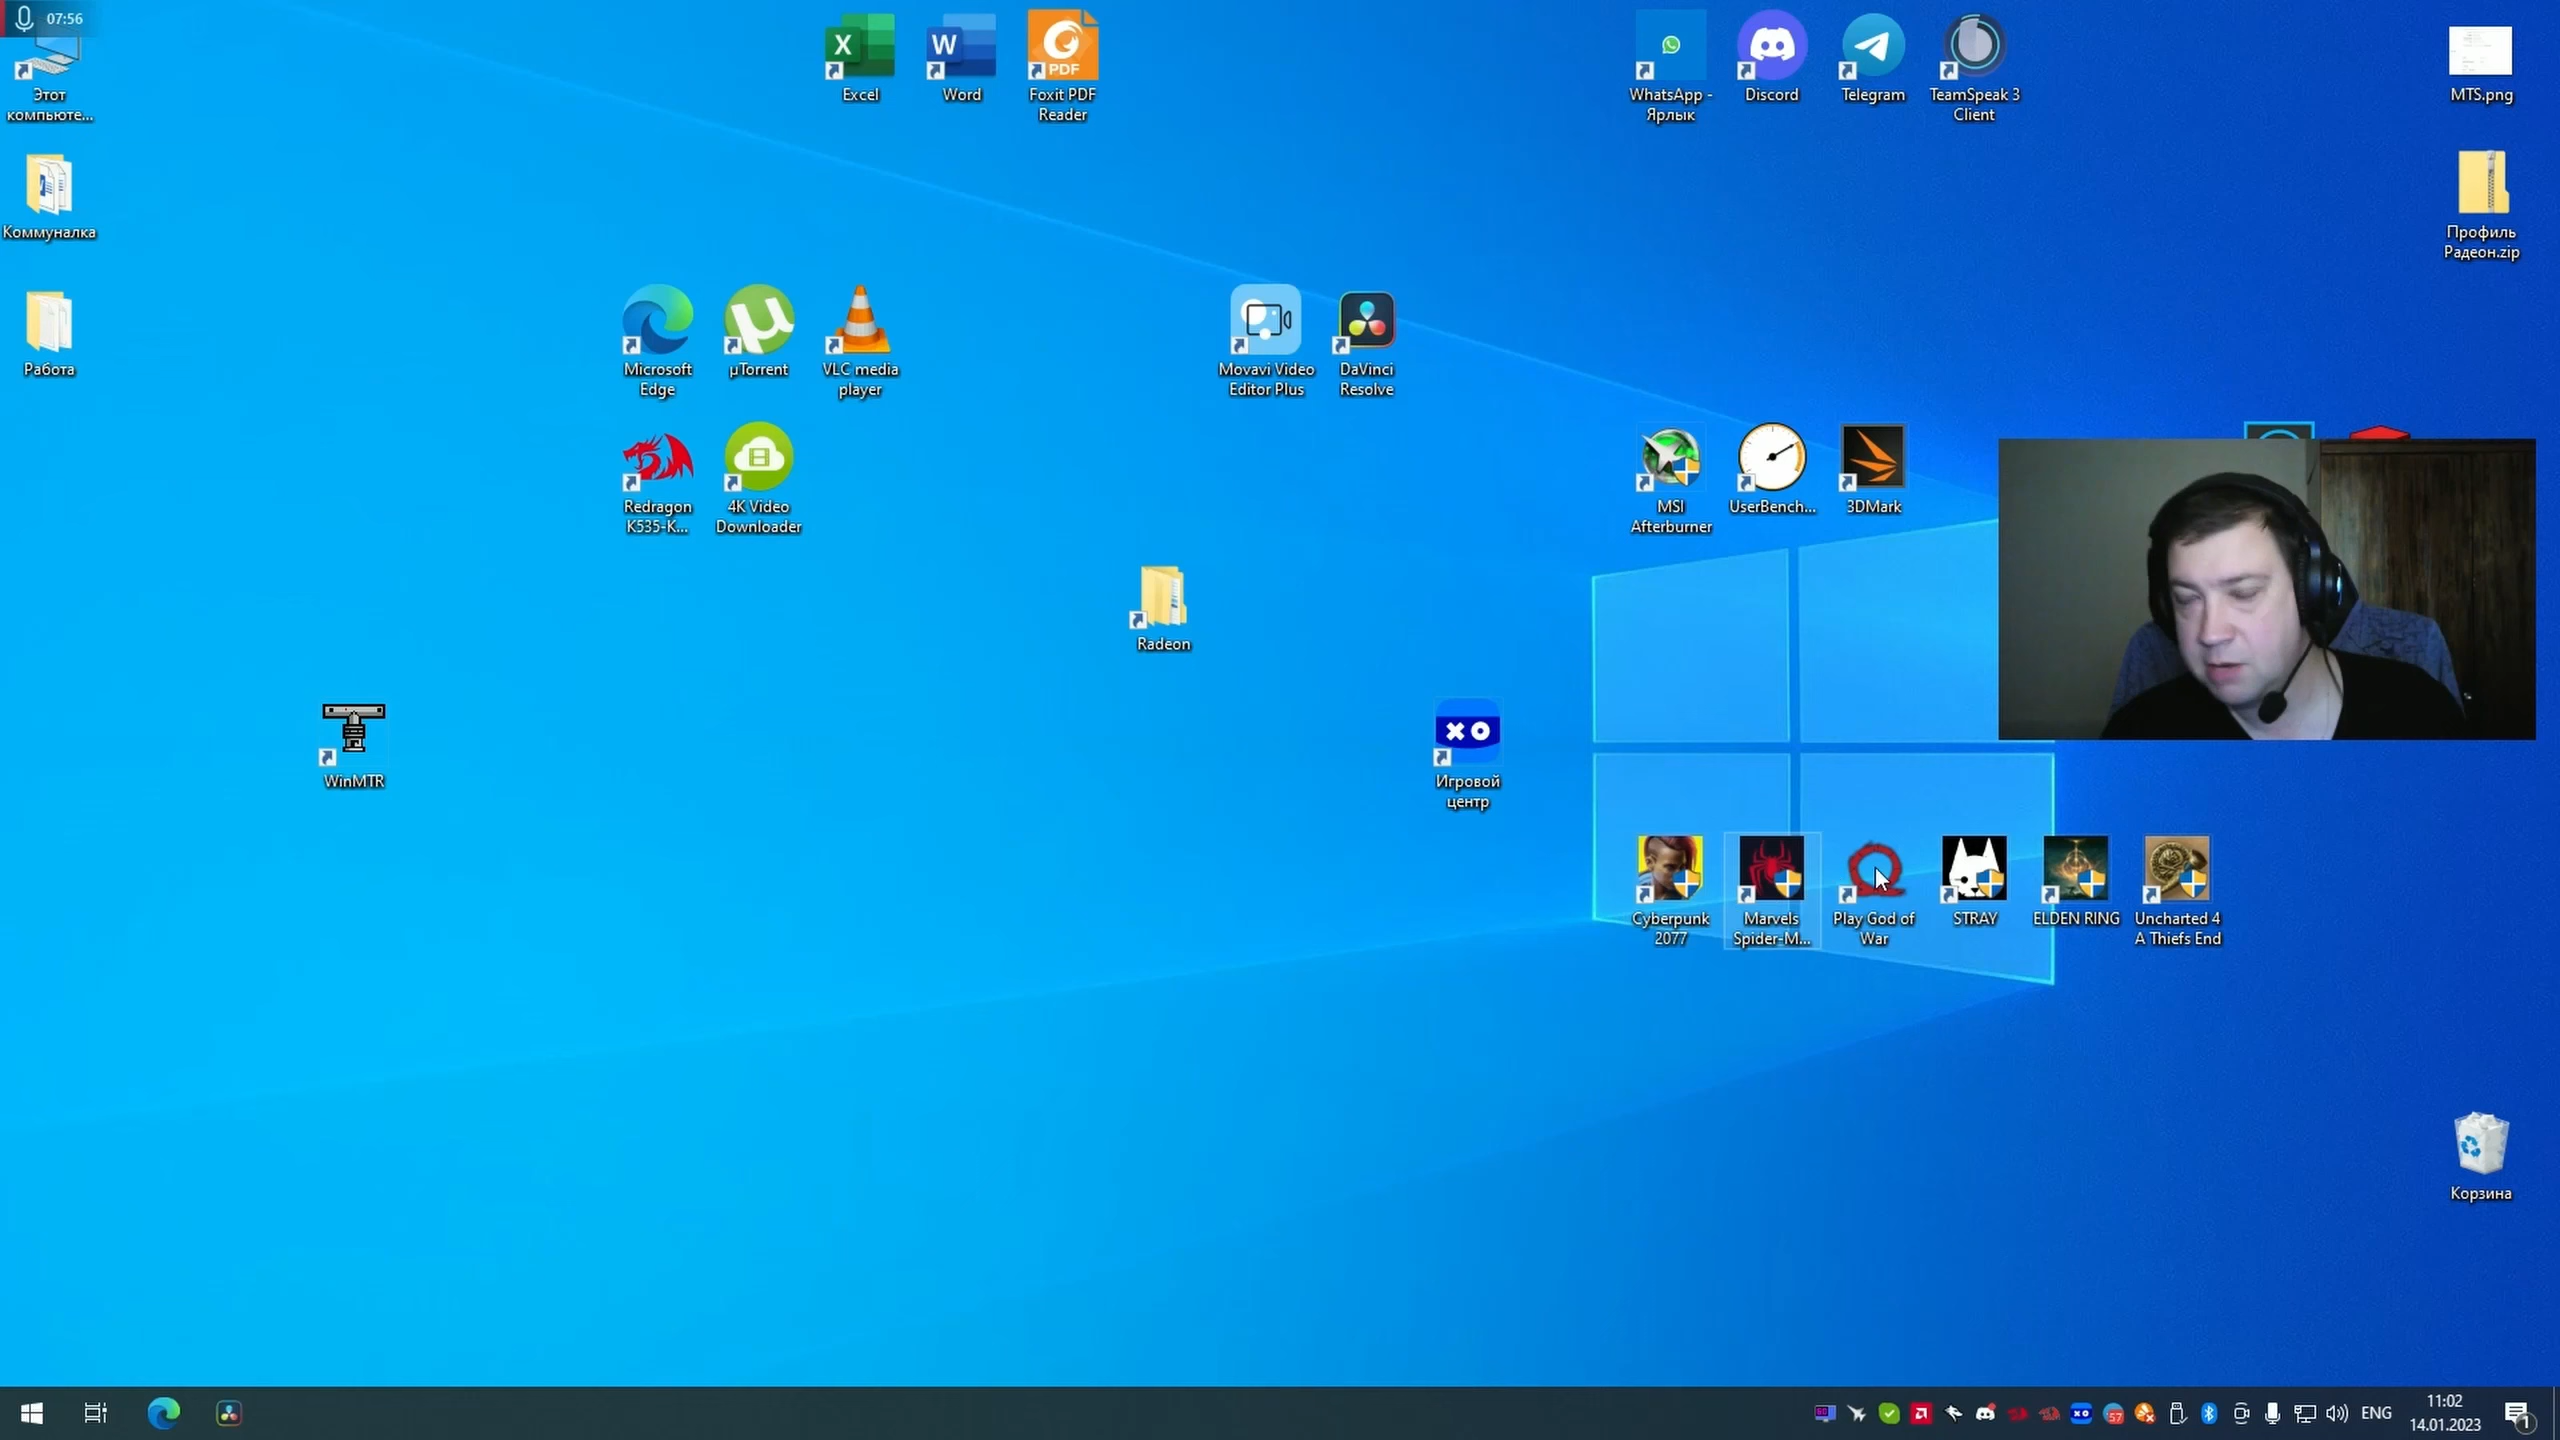 07:56
Этот
компьюте...
Excel
Word
PDF
Foxit PDF
Reader
WhatsApp -
Ярлык
Discord
Telegram
TeamSpeak 3
Client
MTS.png
Коммуналка
Профиль
Радеон.zip
Работа
Microsoft
Edge
µTorrent
VLC media
player
Movavi Video
Editor Plus
DaVinci
Resolve
Redragon
K535-K...
4K Video
Downloader
MSI
Afterburner
UserBench...
3DMark
Radeon
WinMTR
Игровой
центр
Cyberpunk
2077
Marvels
Spider-M...
Play God of
War
STRAY
ELDEN RING
Uncharted 4
A Thiefs End
Корзина
57
ENG
11:02
14.01.2023
1